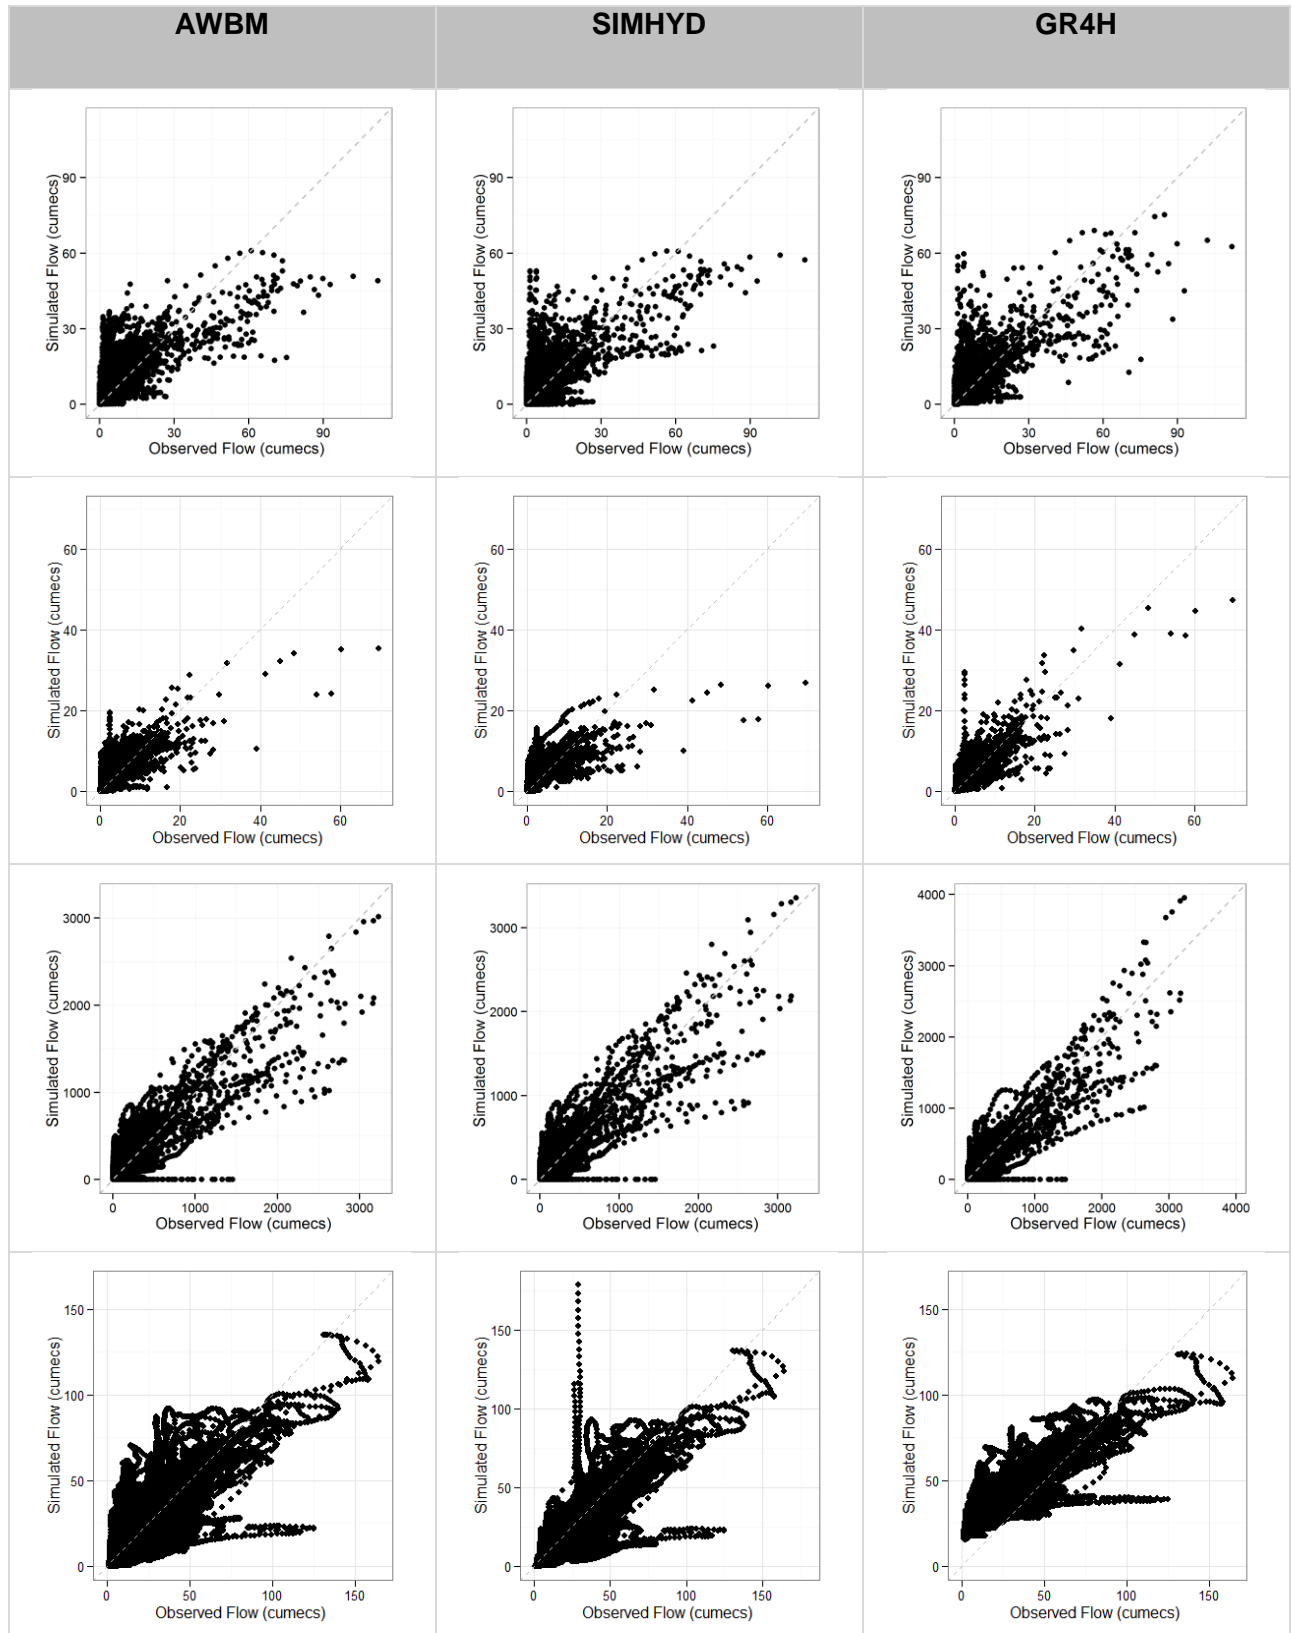 AWBM SIMHYD GR4H
Simulated Flow (cumecs)
90
60
30
0
0 30 60 90
Observed Flow (cumecs)
Simulated Flow (cumecs)
90
60
30
0
0 30 60 90
Observed Flow (cumecs)
Simulated Flow (cumecs)
90
60
30
0
0 30 60 90
Observed Flow (cumecs)
Simulated Flow (cumecs)
60
40
20
0
0 20 40 60
Observed Flow (cumecs)
Simulated Flow (cumecs)
60
40
20
0
0 20 40 60
Observed Flow (cumecs)
Simulated Flow (cumecs)
60
40
20
0
0 20 40 60
Observed Flow (cumecs)
Simulated Flow (cumecs)
3000
2000
1000
0
0 1000 2000 3000
Observed Flow (cumecs)
Simulated Flow (cumecs)
3000
2000
1000
0
0 1000 2000 3000
Observed Flow (cumecs)
Simulated Flow (cumecs)
4000
3000
2000
1000
0
0 1000 2000 3000 4000
Observed Flow (cumecs)
Simulated Flow (cumecs)
150
100
50
0
0 50 100 150
Observed Flow (cumecs)
Simulated Flow (cumecs)
150
100
50
0
0 50 100 150
Observed Flow (cumecs)
Simulated Flow (cumecs)
150
100
50
0
0 50 100 150
Observed Flow (cumecs)